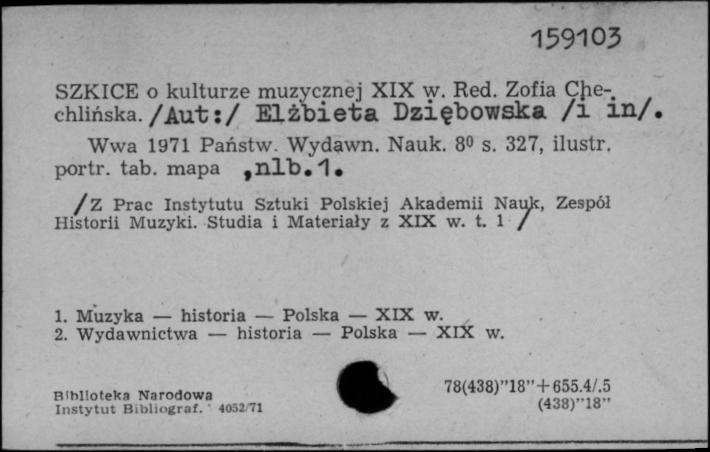 159103
SZKICE o kulturze muzycznej XIX w. Red. Zofia Che-
chlińska. /Aut:/ Elżbieta Dziębowska /i in/.
Wwa 1971 Państw. Wydawn. Nauk. 8⁰ s. 327, ilustr.
portr. tab. mapa ,nlb.1.
/Z Prac Instytutu Sztuki Polskiej Akademii Nauk, Zespół
Historii Muzyki. Studia i Materiały z XIX w. t. 1 /
1. Muzyka — historia — Polska — XIX w.
2. Wydawnictwa — historia — Polska — XIX w.
Biblioteka Narodowa
Instytut Bibliograf. 4052/71
78(438)”18”+655.4/.5
(438)”18”